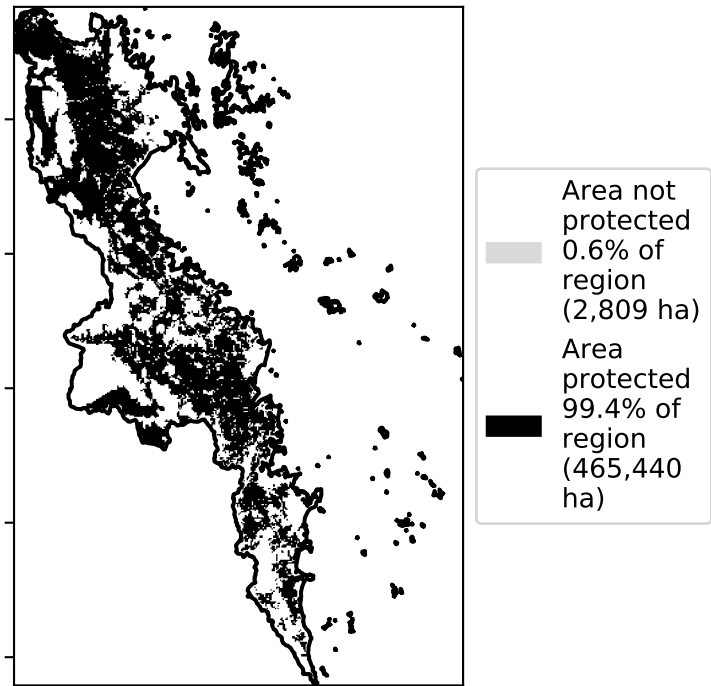 Area not
protected
0.6% of
region
(2,809 ha)
Area
protected
99.4% of
region
(465,440
ha)